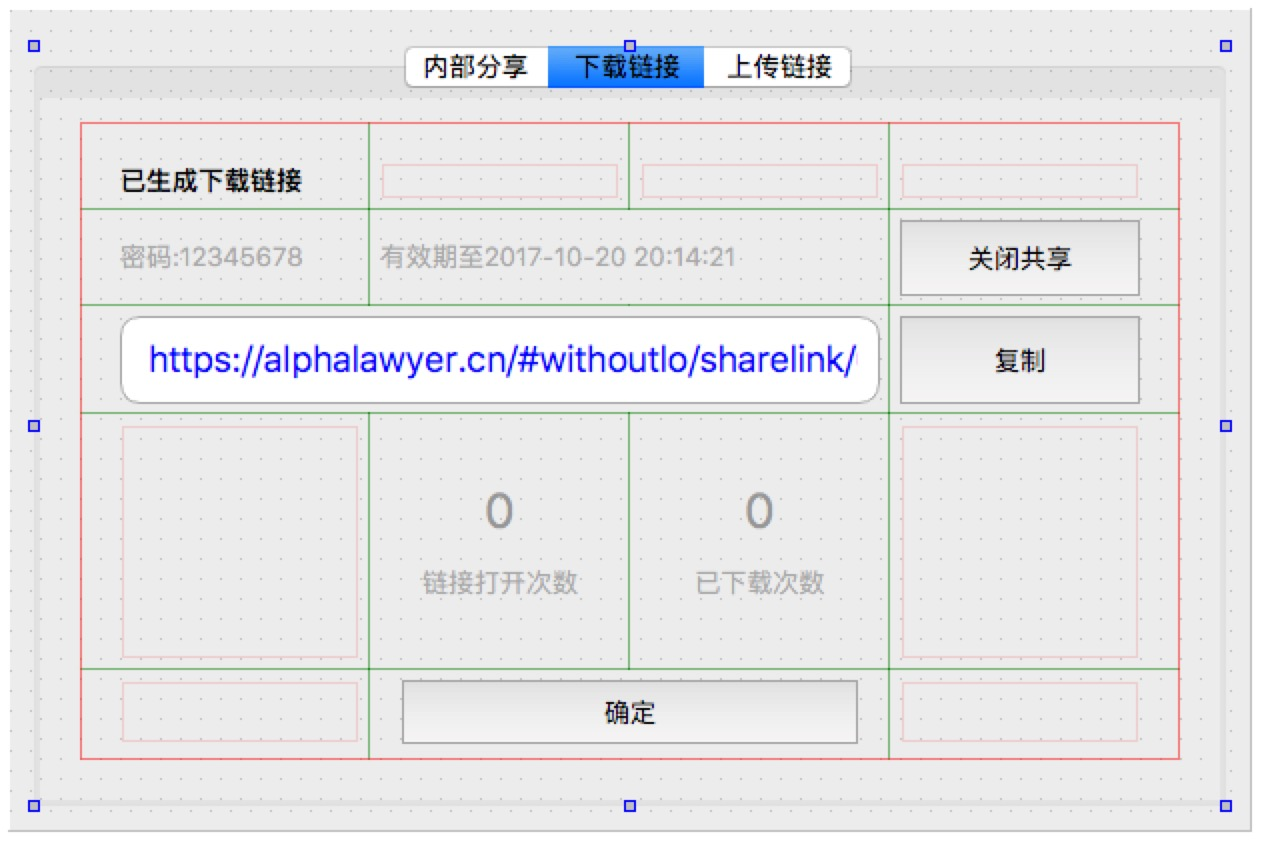 内部分享 下载链接 上传链接
已生成下载链接
密码:12345678 有效期至2017-10-20 20:14:21 关闭共享
https://alphalawyer.cn/#withoutlo/sharelink/ 复制
0 0
链接打开次数 已下载次数
确定